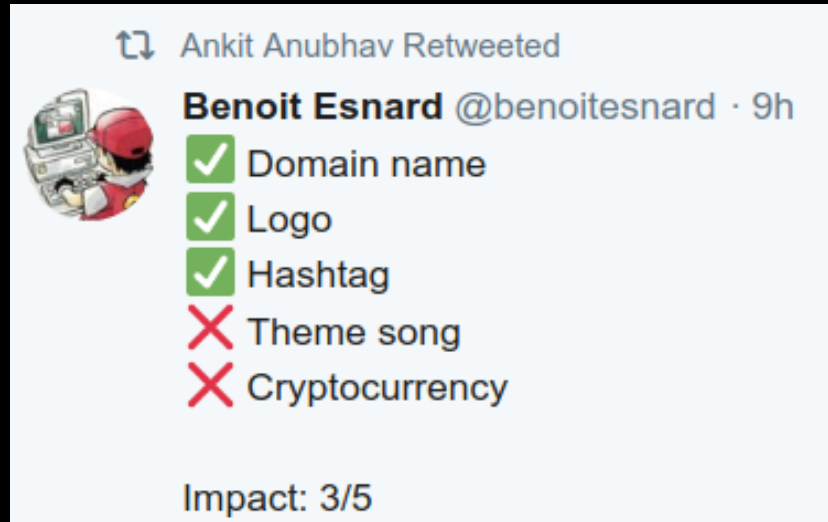 Ankit Anubhav Retweeted
Benoit Esnard @benoitesnard · 9h
✅ Domain name
✅ Logo
✅ Hashtag
❌ Theme song
❌ Cryptocurrency
Impact: 3/5